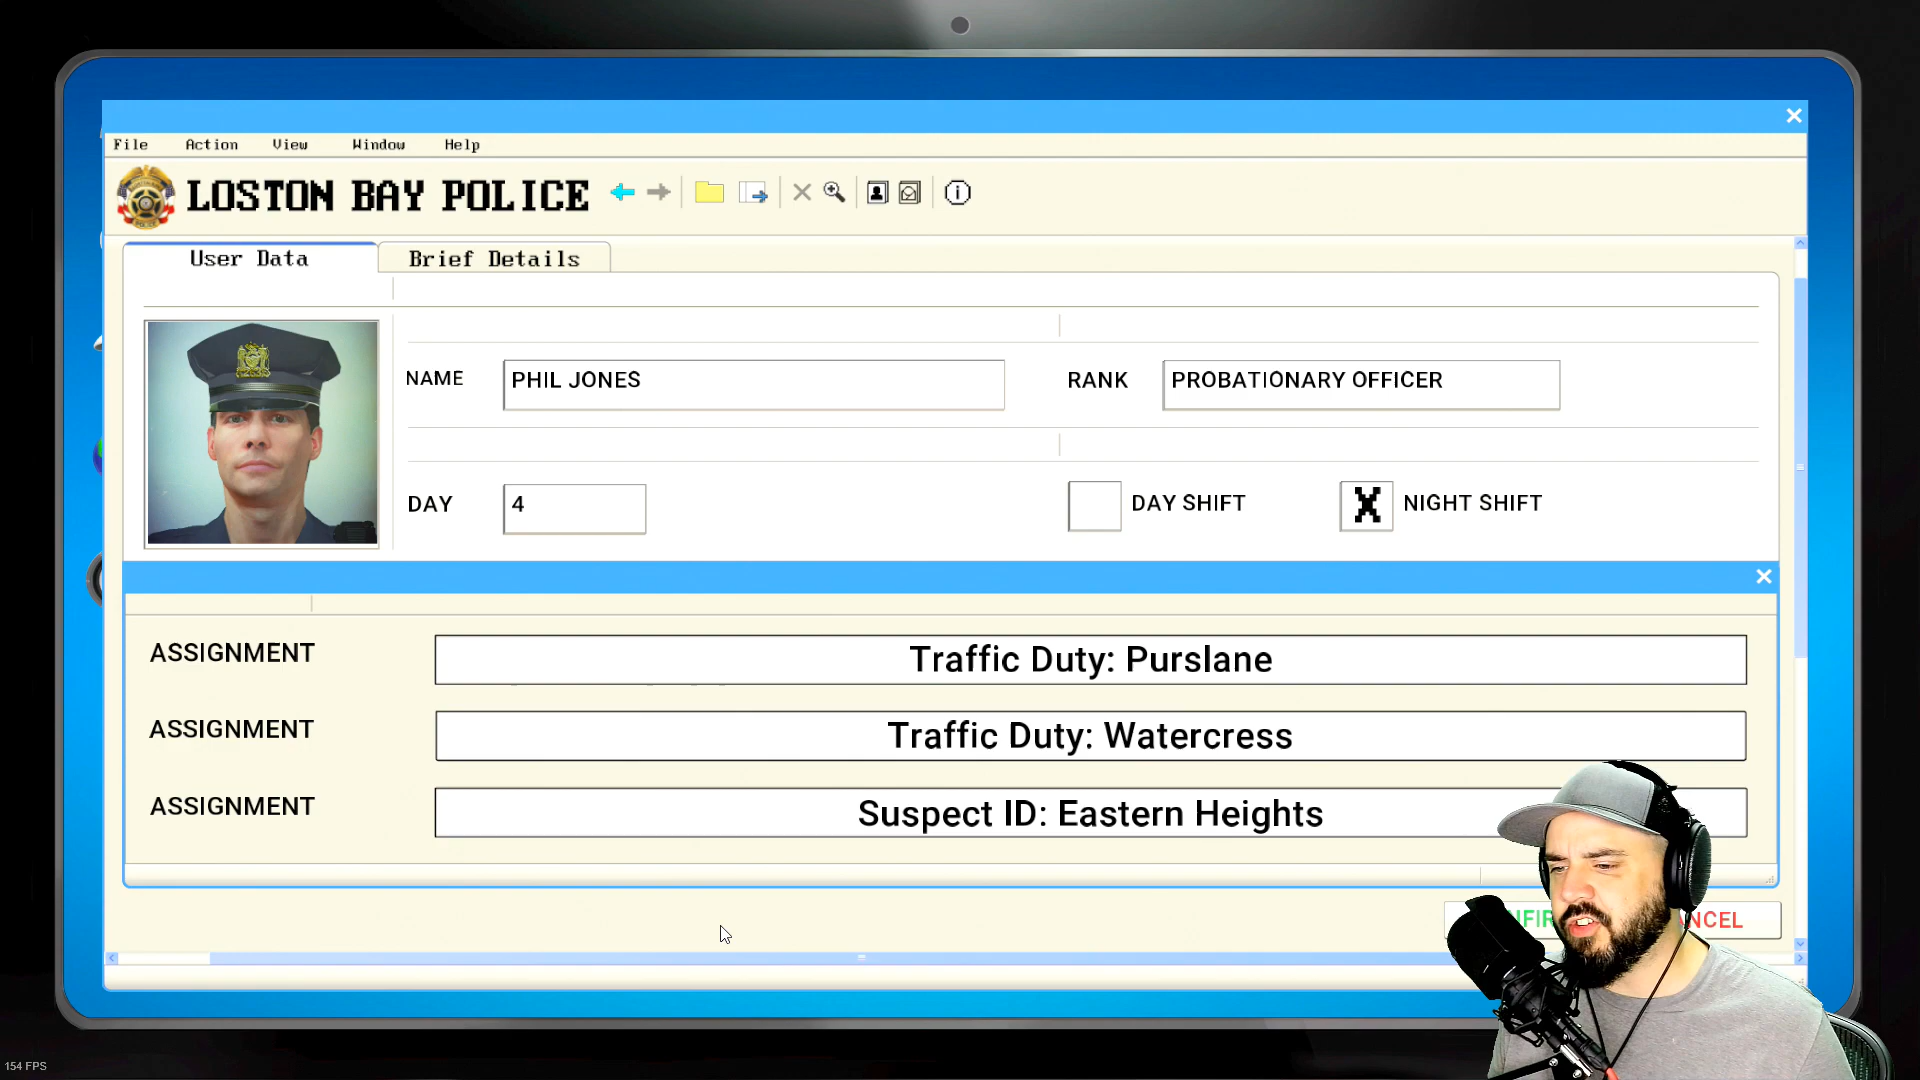 File Action View Window Help
LOSTON BAY POLICE
User Data Brief Details
NAME PHIL JONES RANK PROBATIONARY OFFICER
DAY 4 DAY SHIFT X NIGHT SHIFT
ASSIGNMENT Traffic Duty: Purslane
ASSIGNMENT Traffic Duty: Watercress
ASSIGNMENT Suspect ID: Eastern Heights
154 FPS